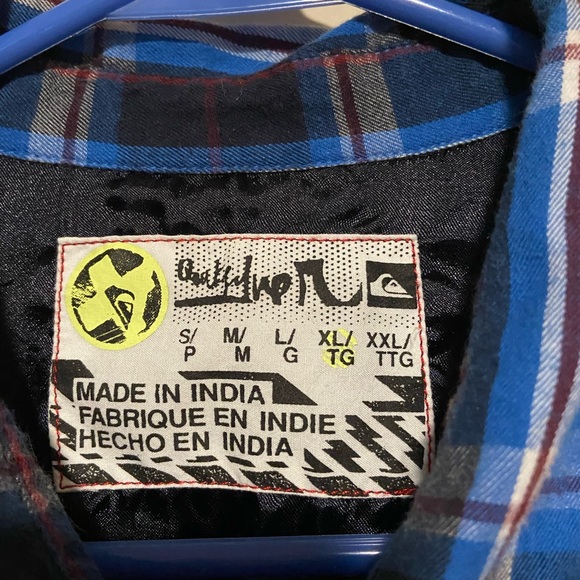 S/ M/ L/ XL/ XXL/
P M G TG TTG
MADE IN INDIA
FABRIQUE EN INDIE
HECHO EN INDIA